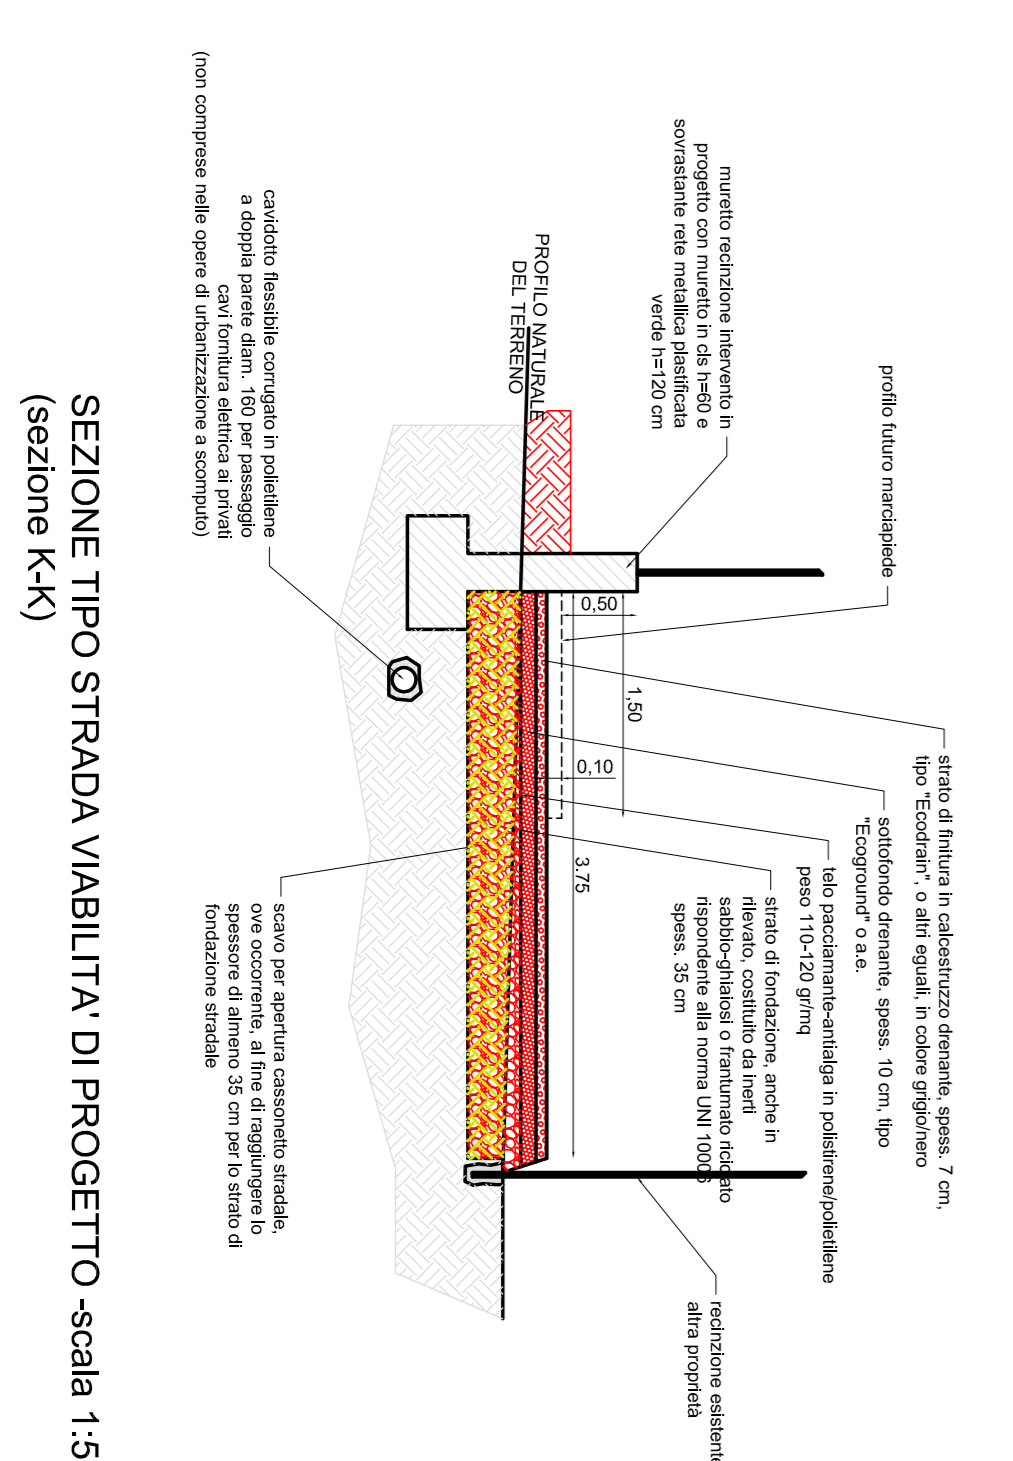 strato di finitura in calcestruzzo drenante, spess. 7 cm,
tipo "Ecodrain", o altri eguali, in colore grigio/nero
profilo futuro marciapiede
sottofondo drenante, spess. 10 cm, tipo
"Ecoground" o a.e.
telo pacciamante-antialga in polistirene/polietilene
peso 110-120 gr/mq
muretto recinzione intervento in
progetto con muretto in cls h=60 e
sovrastante rete metallica plastificata
verde h=120 cm
strato di fondazione, anche in
rilevato, costituito da inerti
sabbio-ghiaiosi o frantumato riciclato
rispondente alla norma UNI 10006
spess. 35 cm
recinzione esistente
altra proprietà
1,50
0,50
0,10
3.75
PROFILO NATURALE
DEL TERRENO
cavidotto flessibile corrugato in polietilene
a doppia parete diam. 160 per passaggio
cavi fornitura elettrica ai privati
(non comprese nelle opere di urbanizzazione a scomputo)
scavo per apertura cassonetto stradale,
ove occorrente, al fine di raggiungere lo
spessore di almeno 35 cm per lo strato di
fondazione stradale
SEZIONE TIPO STRADA VIABILITA' DI PROGETTO -scala 1:5
(sezione K-K)